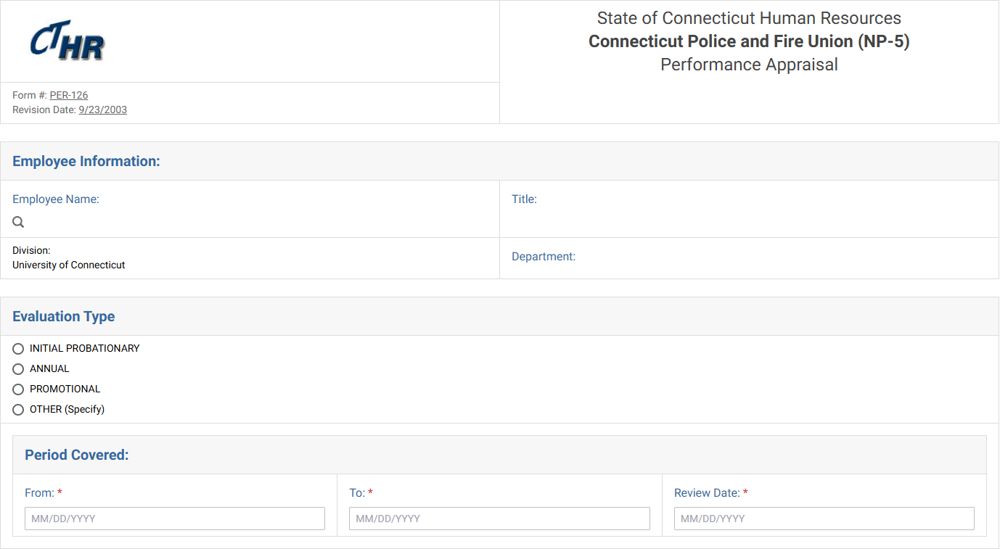 CT HR
State of Connecticut Human Resources
Connecticut Police and Fire Union (NP-5)
Performance Appraisal
Form #: PER-126
Revision Date: 9/23/2003
Employee Information:
Employee Name:
Title:
Division:
University of Connecticut
Department:
Evaluation Type
INITIAL PROBATIONARY
ANNUAL
PROMOTIONAL
OTHER (Specify)
Period Covered:
From: *
To: *
Review Date: *
MM/DD/YYYY
MM/DD/YYYY
MM/DD/YYYY